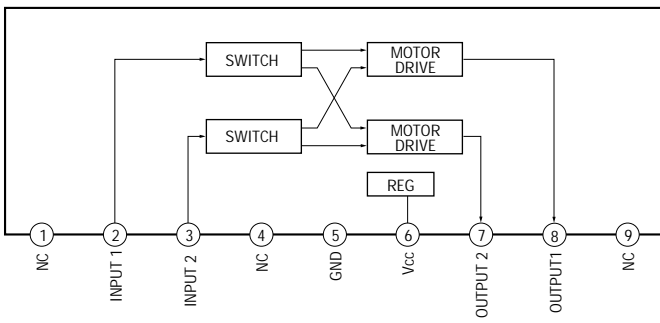 SWITCH
MOTOR
DRIVE
SWITCH
MOTOR
DRIVE
REG
1
2
3
4
5
6
7
8
9
NC
INPUT 1
INPUT 2
NC
GND
Vcc
OUTPUT 2
OUTPUT1
NC